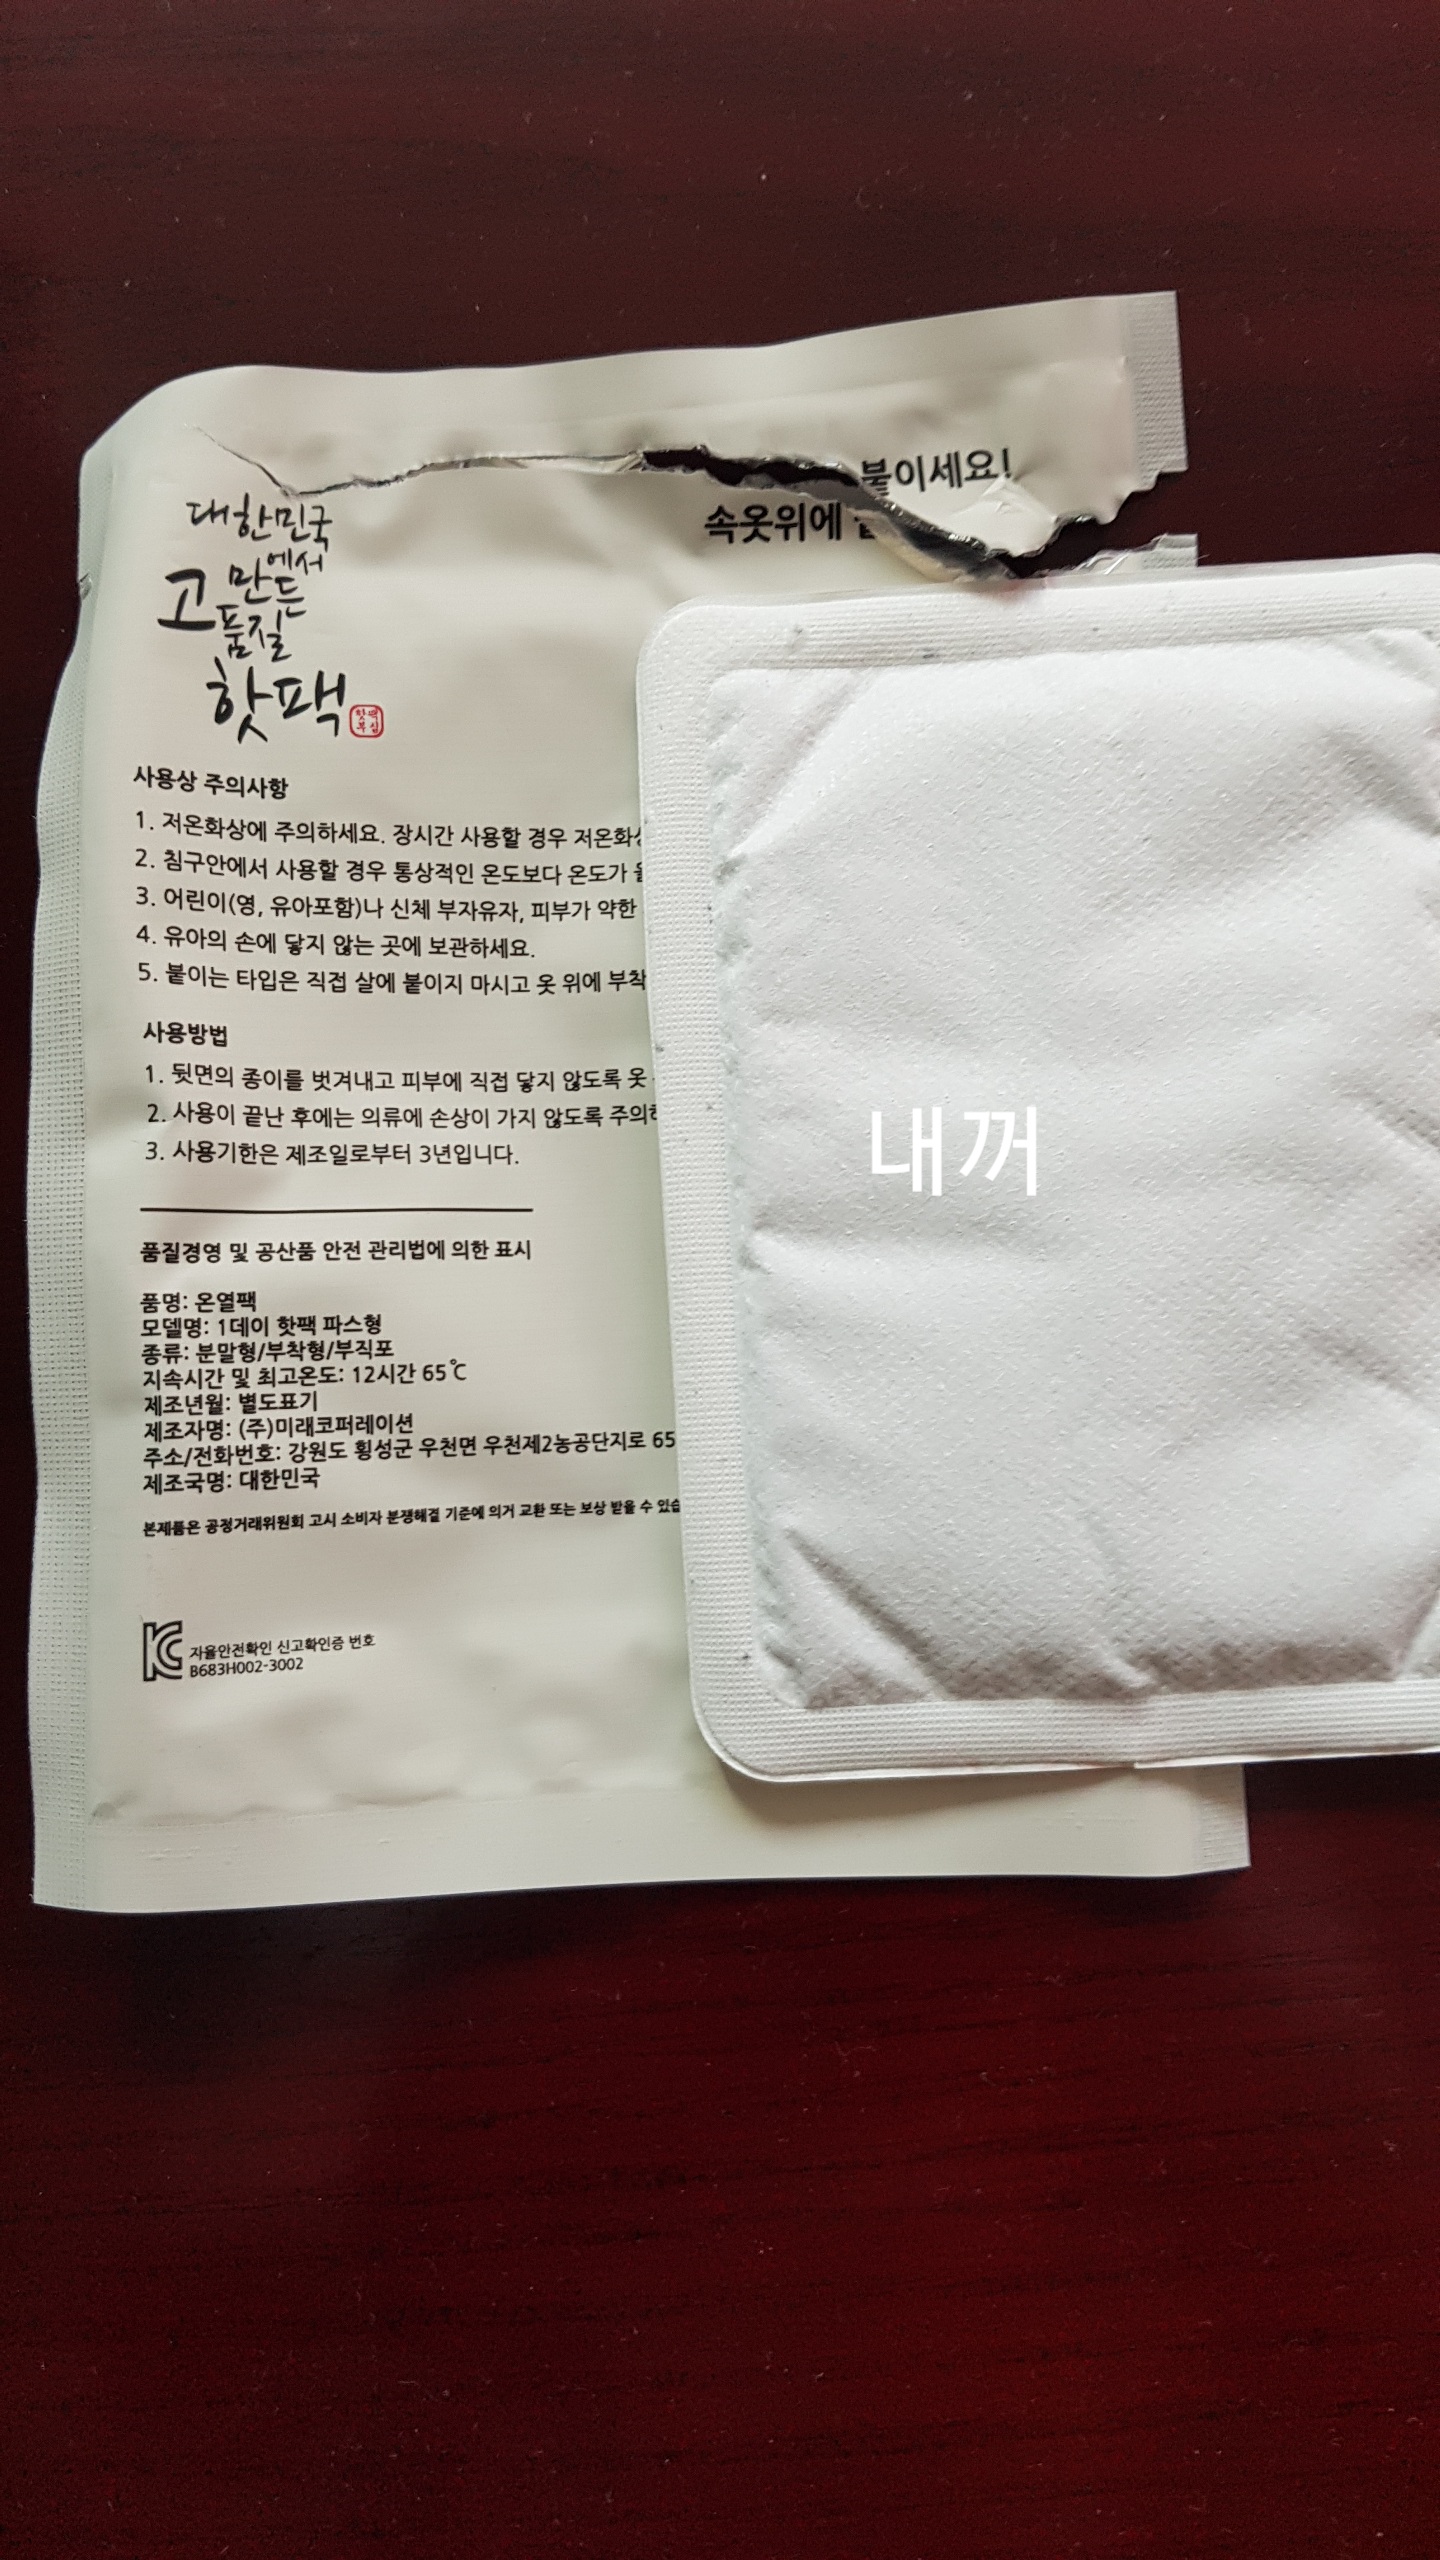 붙이세요!
속옷위에
대한민국
에서
만든
고품질
핫팩
핫팩
부심
사용상 주의사항
1. 저온화상에 주의하세요. 장시간 사용할 경우 저온화상
2. 침구안에서 사용할 경우 통상적인 온도보다 온도가
3. 어린이(영, 유아포함)나 신체 부자유자, 피부가 약한
4. 유아의 손에 닿지 않는 곳에 보관하세요.
5. 붙이는 타입은 직접 살에 붙이지 마시고 옷 위에 부착
사용방법
1. 뒷면의 종이를 벗겨내고 피부에 직접 닿지 않도록 옷
2. 사용이 끝난 후에는 의류에 손상이 가지 않도록 주의
3. 사용기한은 제조일로부터 3년입니다.
내꺼
품질경영 및 공산품 안전 관리법에 의한 표시
품명: 온열팩
모델명: 1데이 핫팩 파스형
종류: 분말형/부착형/부직포
지속시간 및 최고온도: 12시간 65℃
제조년월: 별도표기
제조자명: (주)미래코퍼레이션
주소/전화번호: 강원도 횡성군 우천면 우천제2농공단지로 65
제조국명: 대한민국
본제품은 공정거래위원회 고시 소비자 분쟁해결 기준에 의거 교환 또는 보상 받을 수
KC
자율안전확인 신고확인증 번호
B683H002-3002